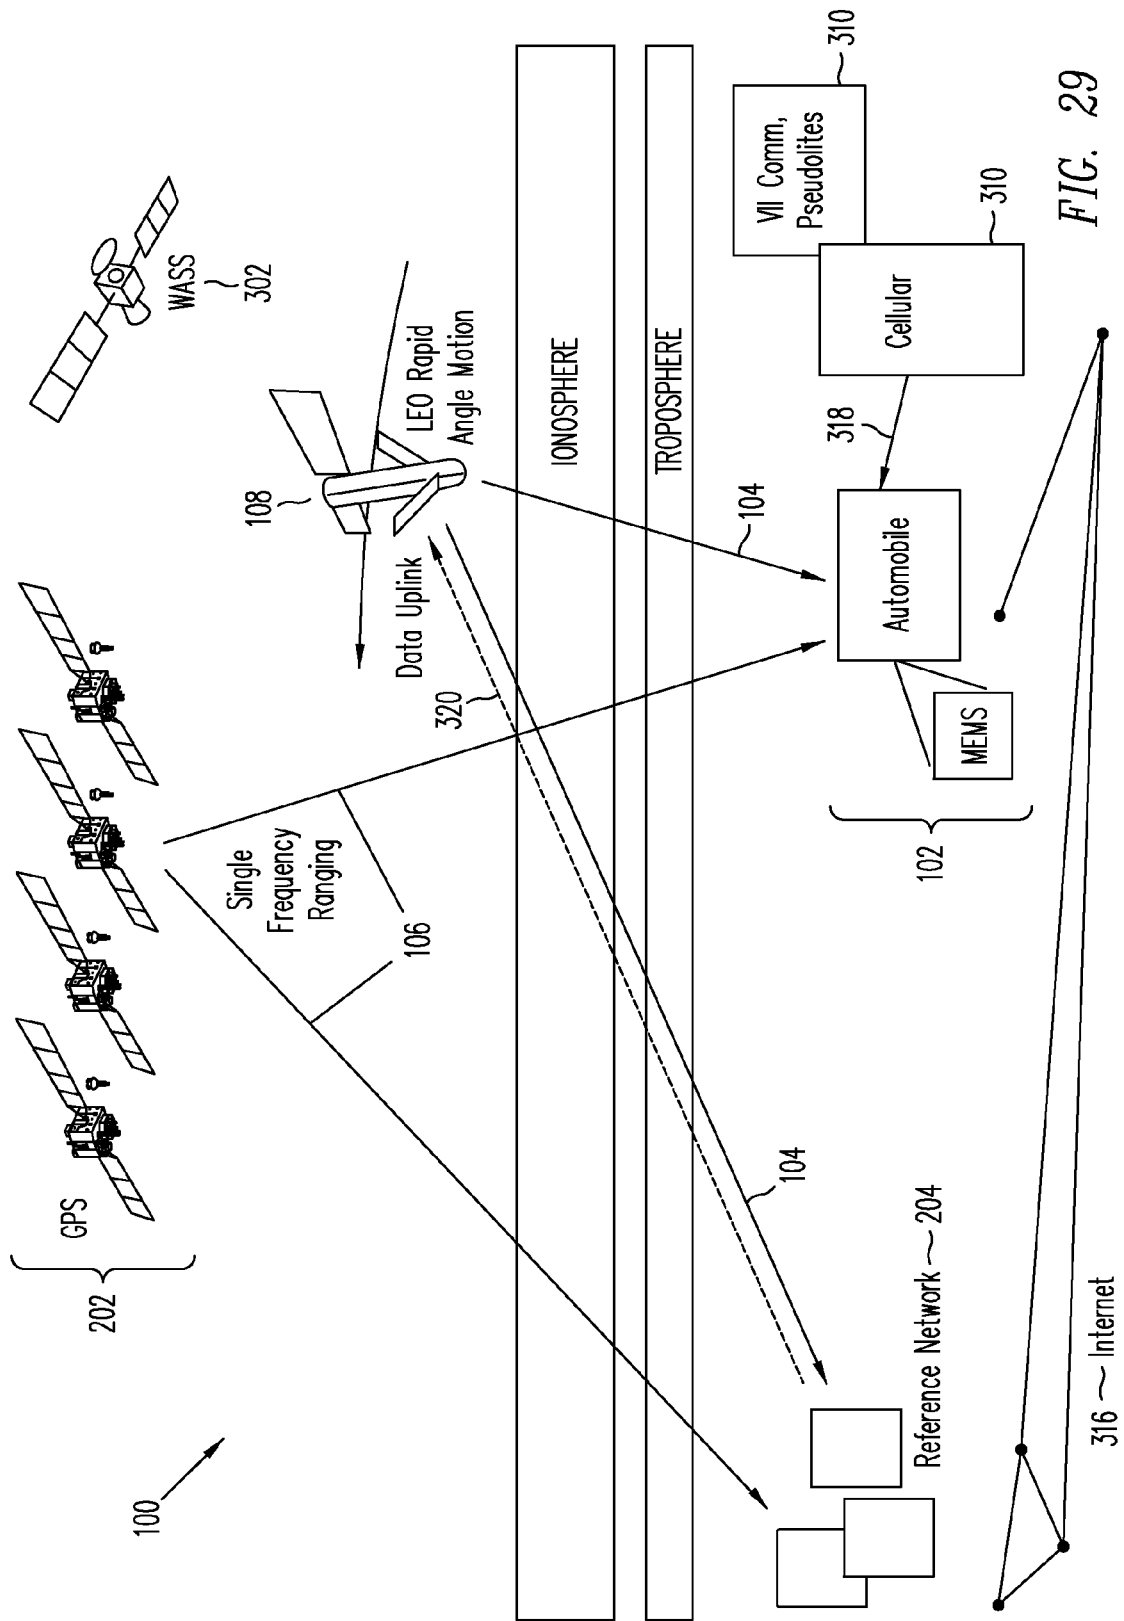 100
202
GPS
WASS
302
108
LEO Rapid
Angle Motion
Data Uplink
320
Single
Frequency
Ranging
106
IONOSPHERE
TROPOSPHERE
104
104
310
VII Comm,
Pseudolites
310
Cellular
318
Automobile
MEMS
102
Reference Network 204
316 Internet
FIG. 29